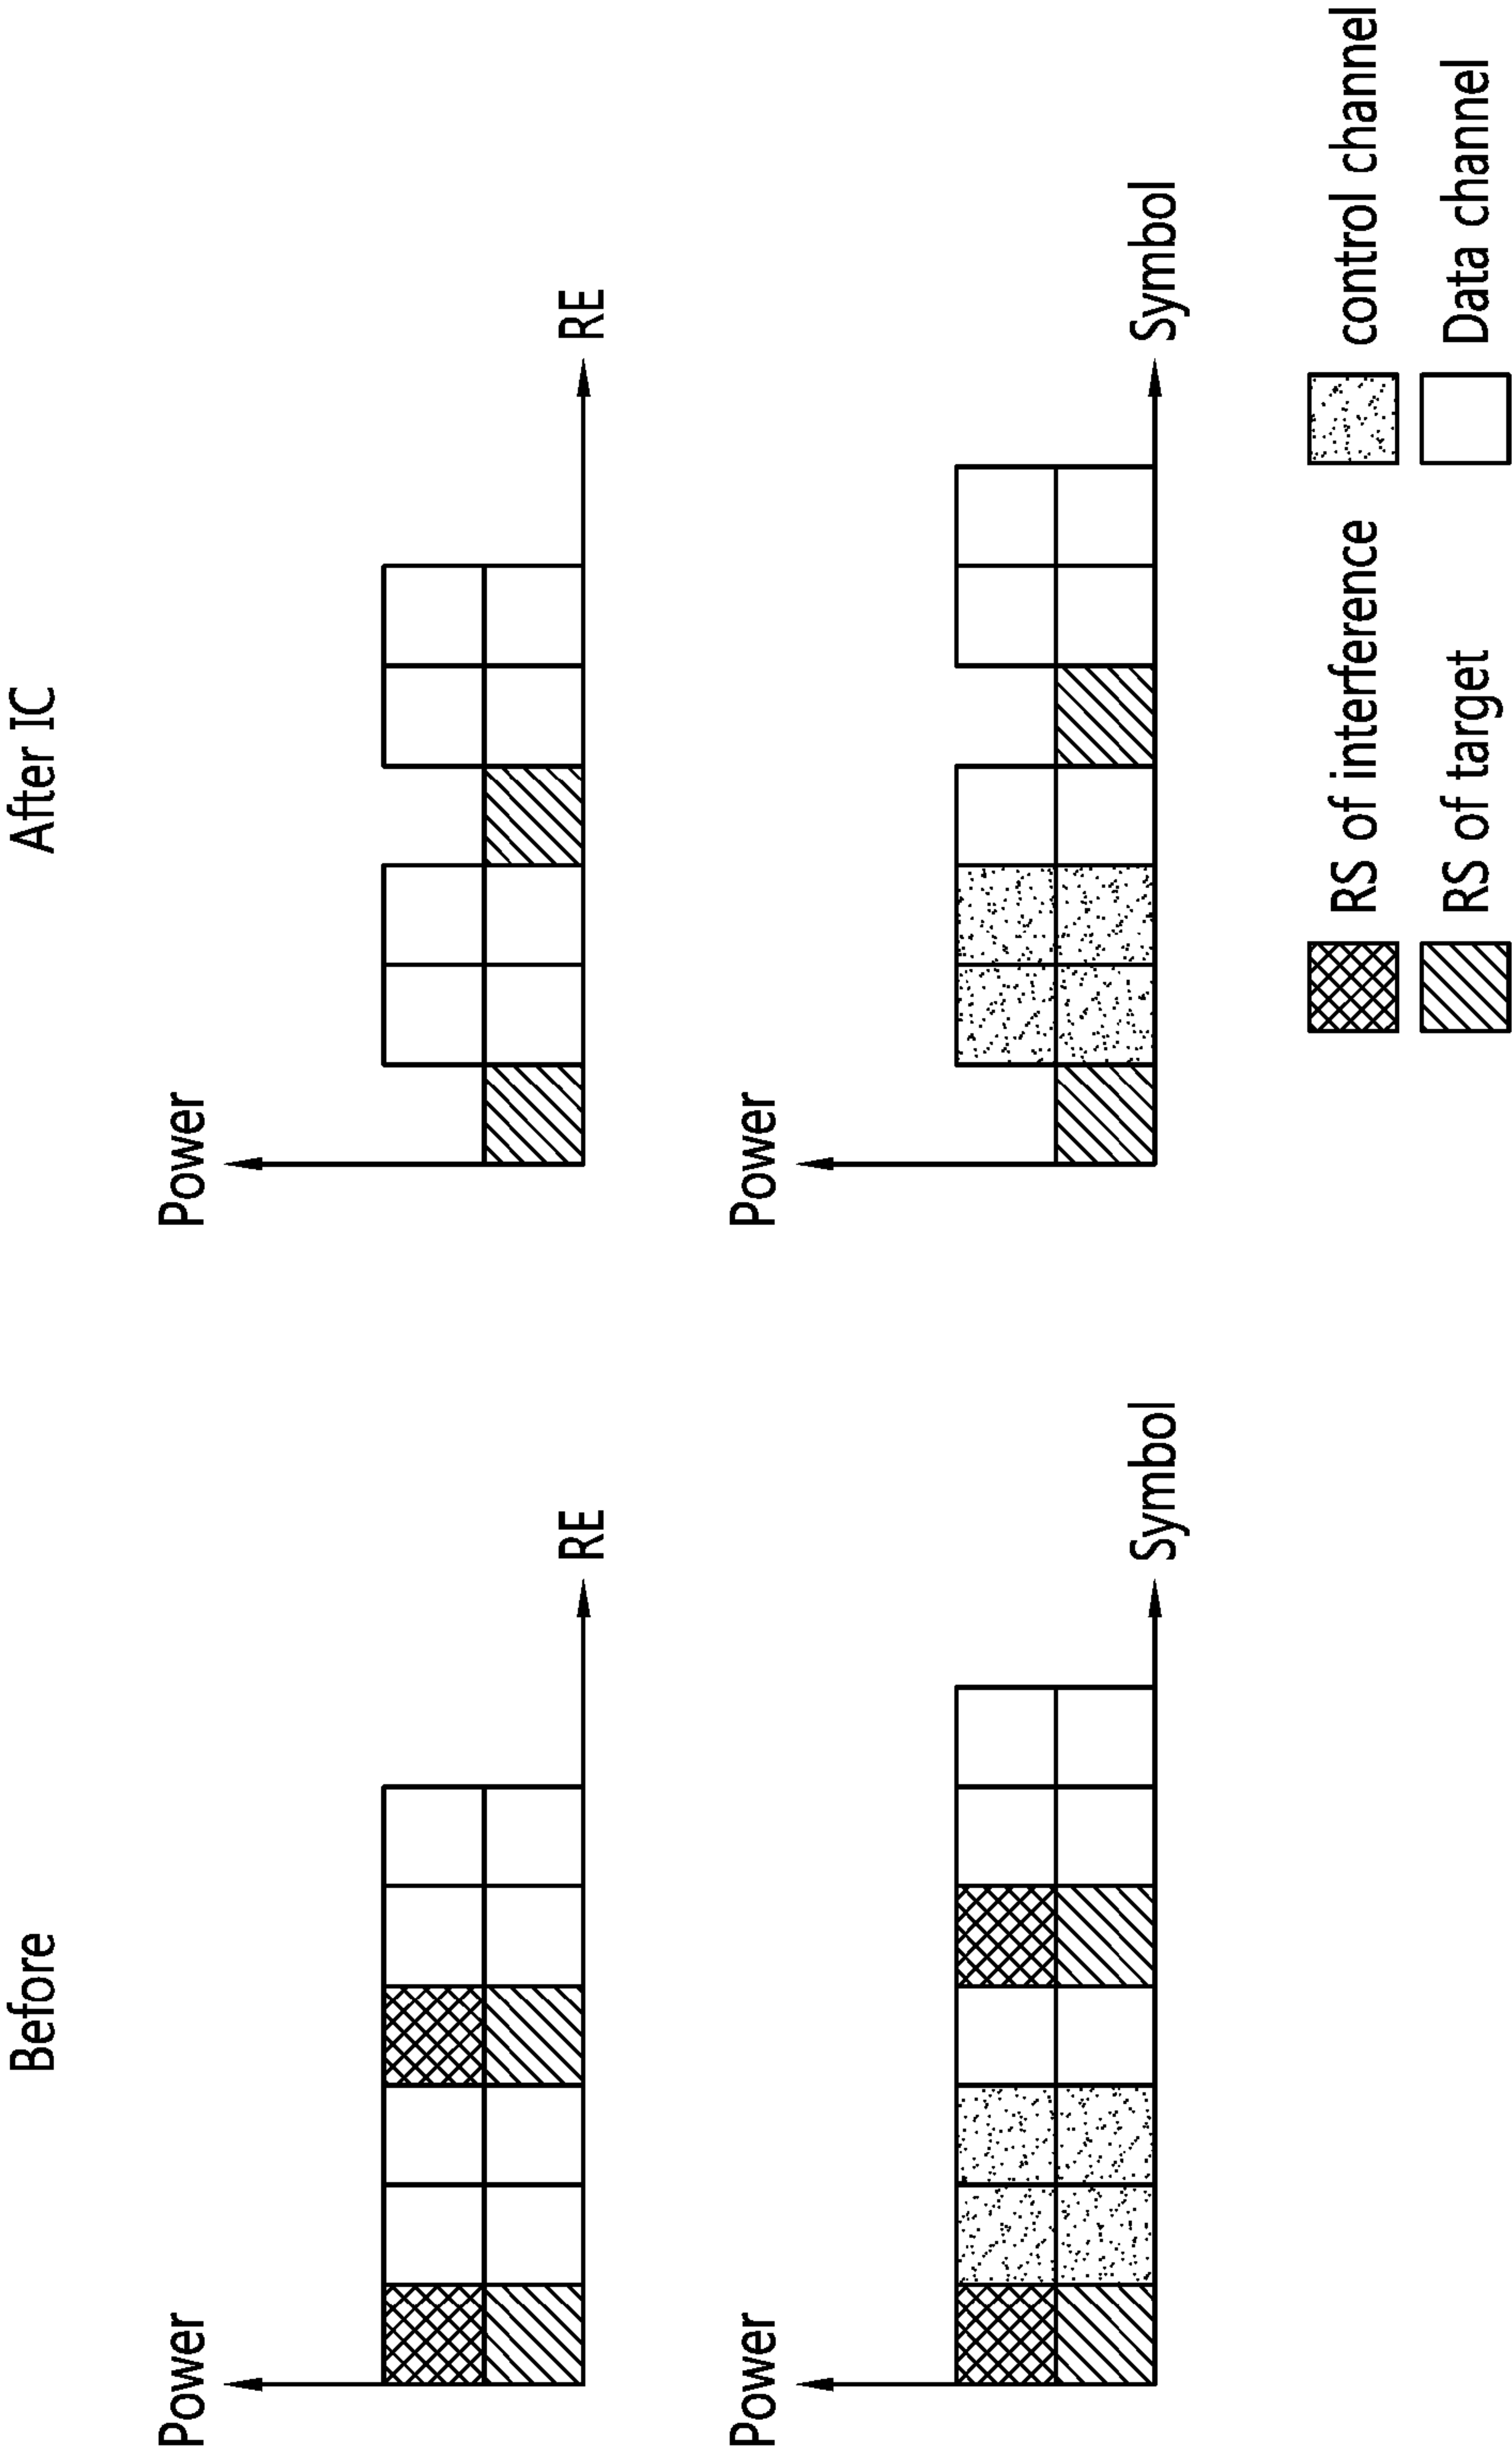 Before
After IC
Power
RE
Power
RE
Power
Symbol
Power
Symbol
RS of interference
control channel
RS of target
Data channel